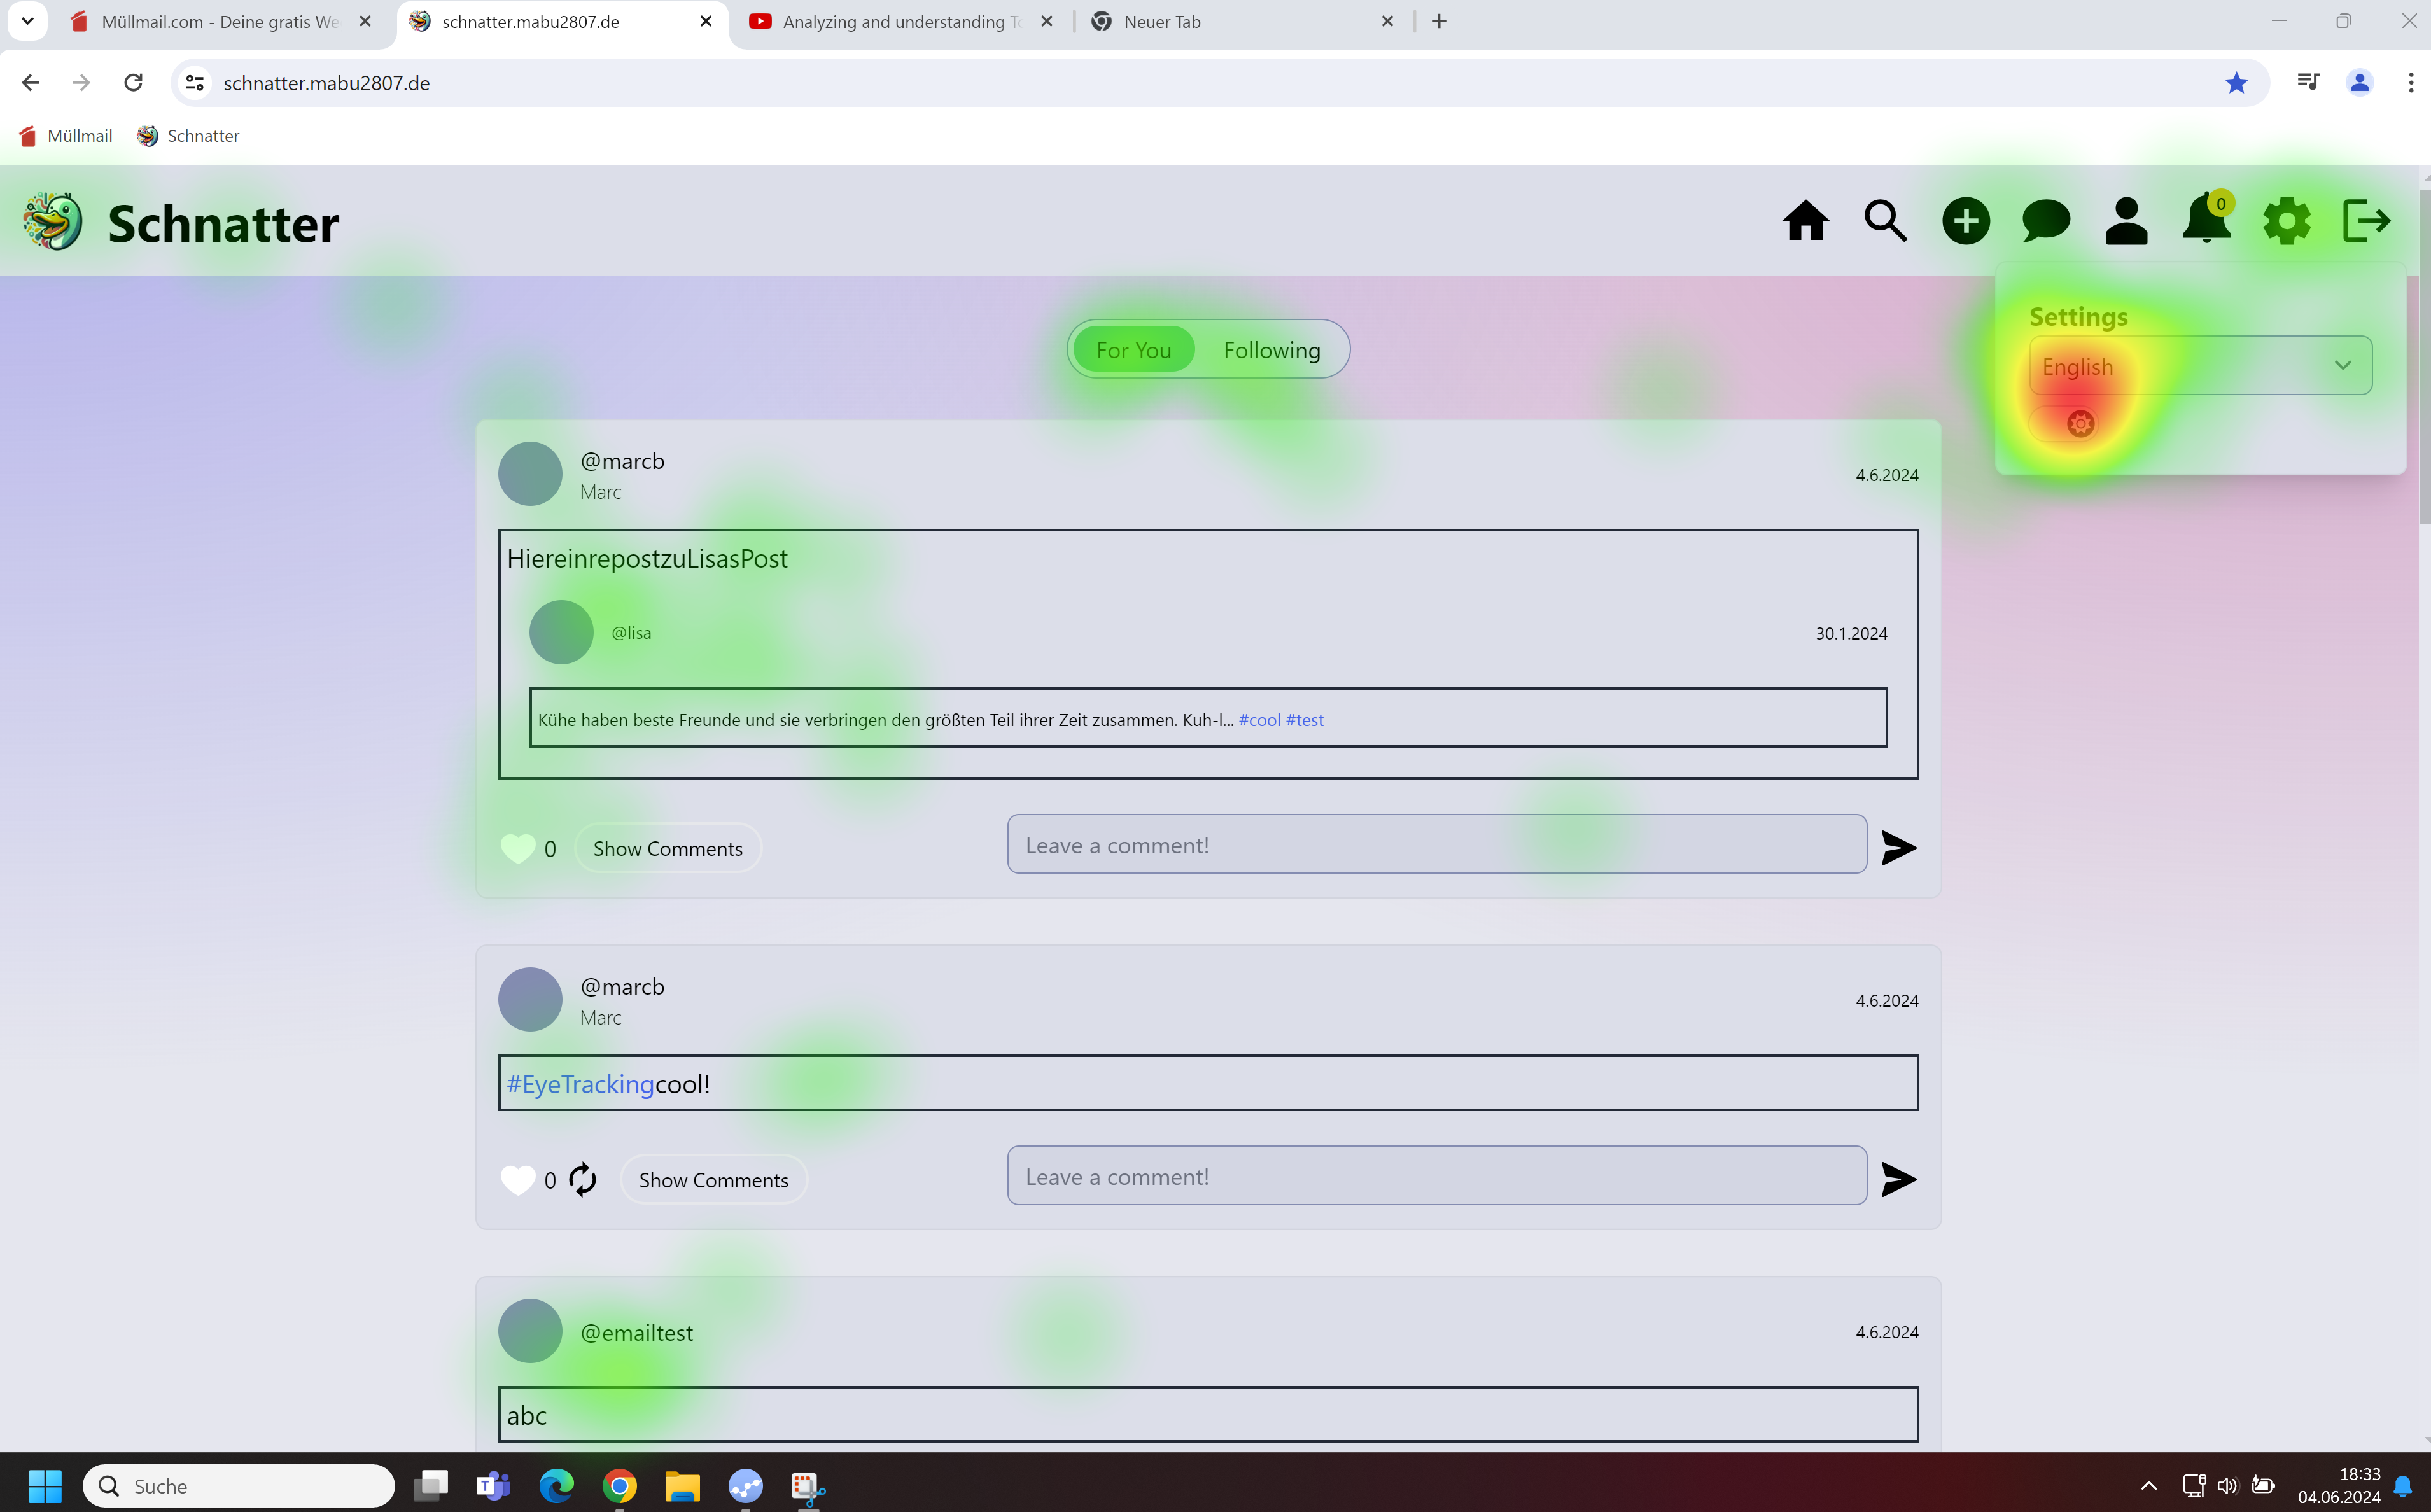 Müllmail.com - Deine gratis We
schnatter.mabu2807.de
Analyzing and understanding To
Neuer Tab
schnatter.mabu2807.de
Müllmail
Schnatter
Schnatter
0
Settings
English
For You
Following
@marcb
Marc
4.6.2024
HiereinrepostzuLisasPost
@lisa
30.1.2024
Kühe haben beste Freunde und sie verbringen den größten Teil ihrer Zeit zusammen. Kuh-I... #cool #test
0
Show Comments
Leave a comment!
@marcb
Marc
4.6.2024
#EyeTrackingcool!
0
Show Comments
Leave a comment!
@emailtest
4.6.2024
abc
Suche
18:33
04.06.2024